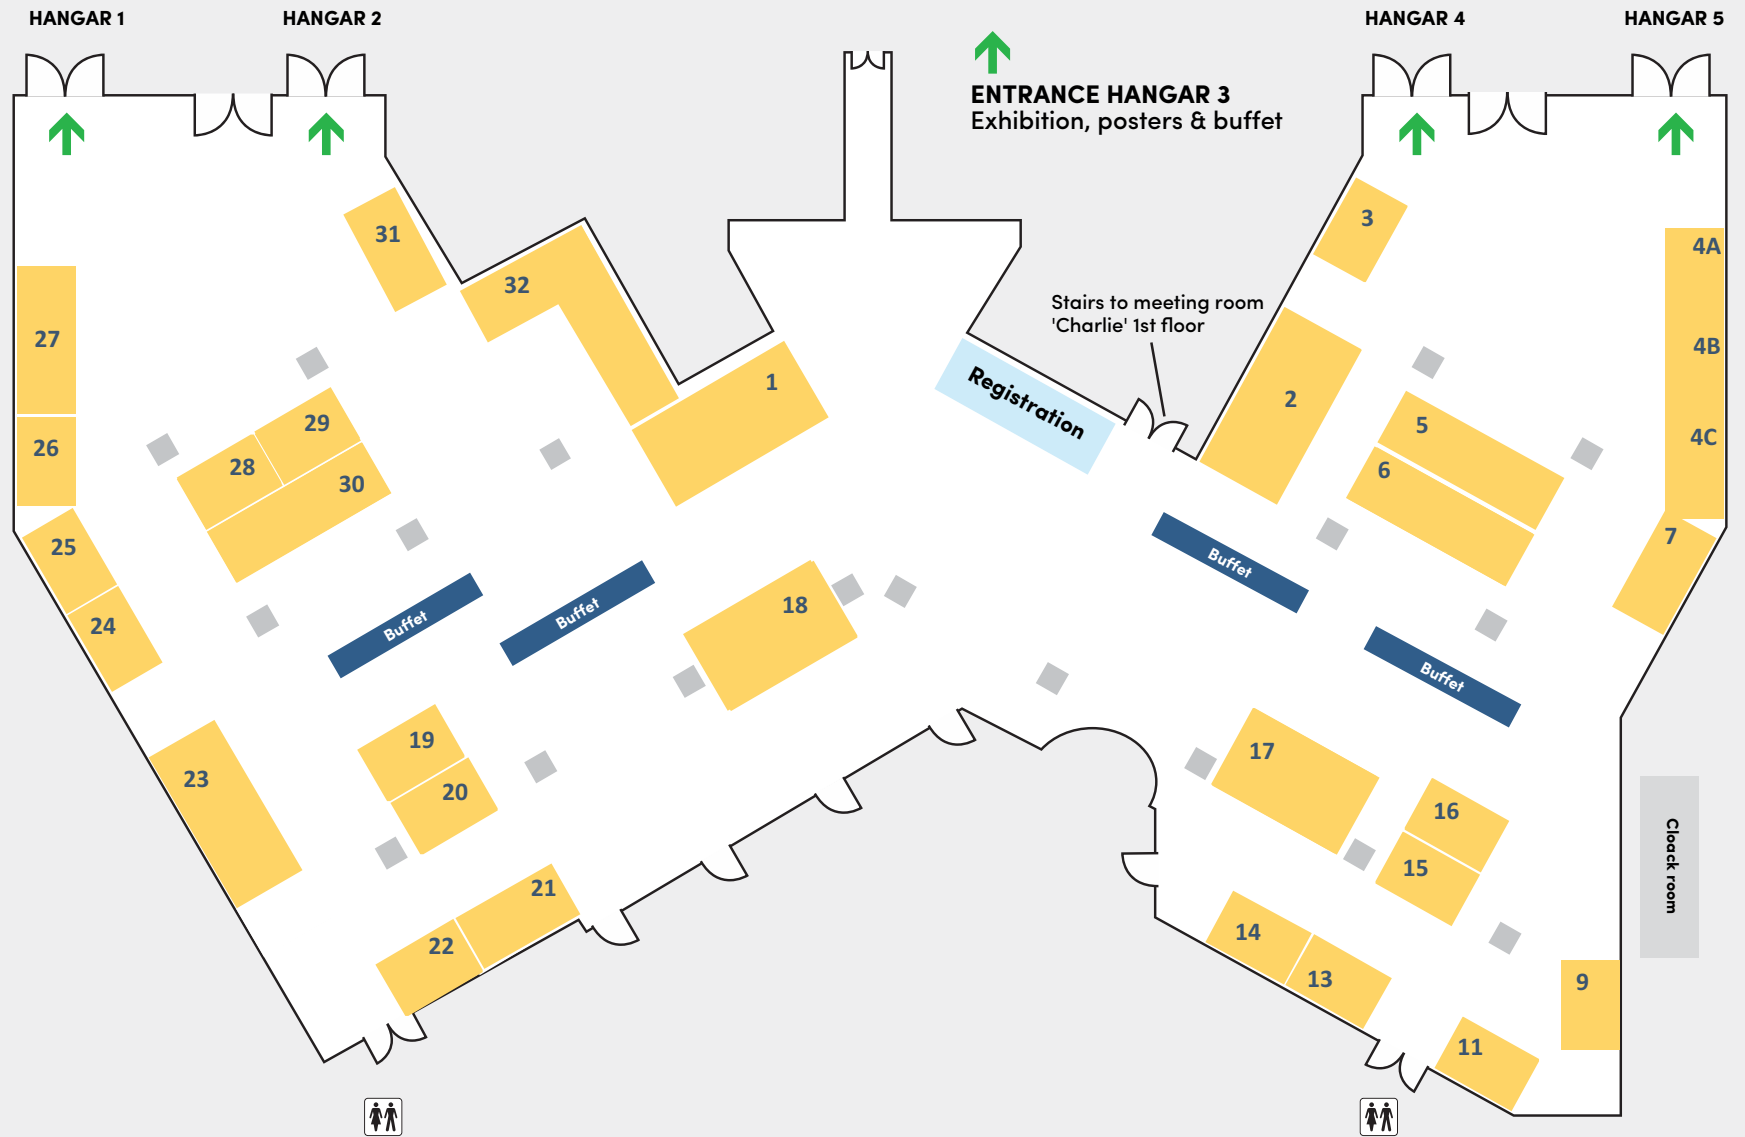 HANGAR 1
HANGAR 2
HANGAR 4
HANGAR 5
ENTRANCE HANGAR 3
Exhibition, posters & buffet
Stairs to meeting room
'Charlie' 1st floor
Registration
31
32
1
27
26
29
28
30
25
24
Buffet
Buffet
18
23
19
20
21
22
3
2
4A
4B
4C
5
6
7
Buffet
Buffet
17
16
15
14
13
Cloack room
9
11